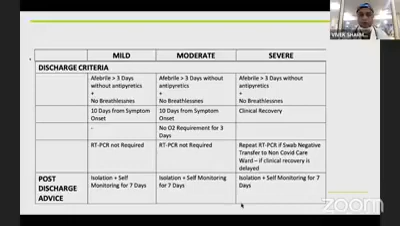 MILD MODERATE SEVERE
DISCHARGE CRITERIA
Afebrile > 3 Days without antipyretics + No Breathlessnes
Afebrile > 3 Days without antipyretics + No Breathlessnes
Afebrile > 3 Days without antipyretics + No Breathlessnes
10 Days from Symptom Onset
10 Days from Symptom Onset
Clinical Recovery
-
No O2 Requirement for 3 Days
RT-PCR not Required
RT-PCR not Required
Repeat RT-PCR if Swab Negative Transfer to Non Covid Care Ward – if clinical recovery is delayed
POST DISCHARGE ADVICE
Isolation + Self Monitoring for 7 Days
Isolation + Self Monitoring for 7 Days
Isolation + Self Monitoring for 7 Days
zoom